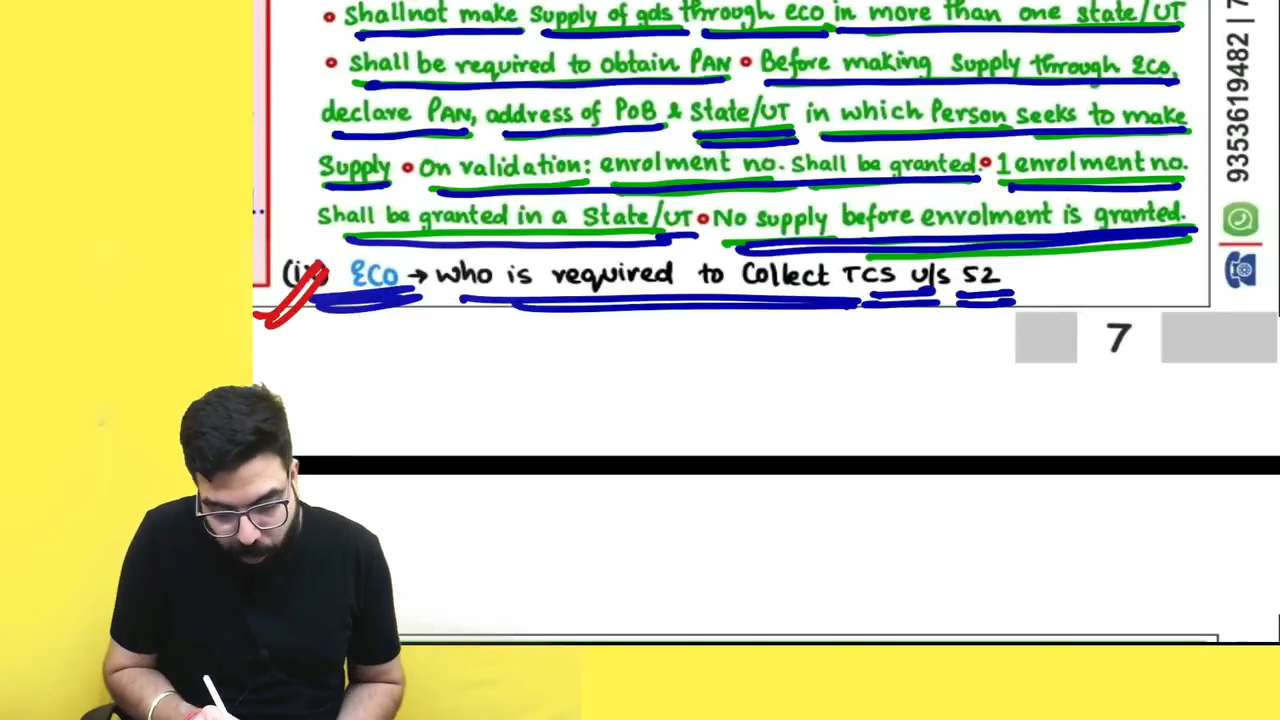 • Shall not make Supply of gds through eco in more than one state/UT
• Shall be required to obtain PAN • Before making Supply through ECO,
declare PAN, address of PoB & State/UT in which Person seeks to make
Supply • On validation: enrolment no. Shall be granted. • 1 enrolment no.
Shall be granted in a State/UT • No supply before enrolment is granted.
ECO → Who is required to Collect TCS u/s 52
7
9353619482 | 7